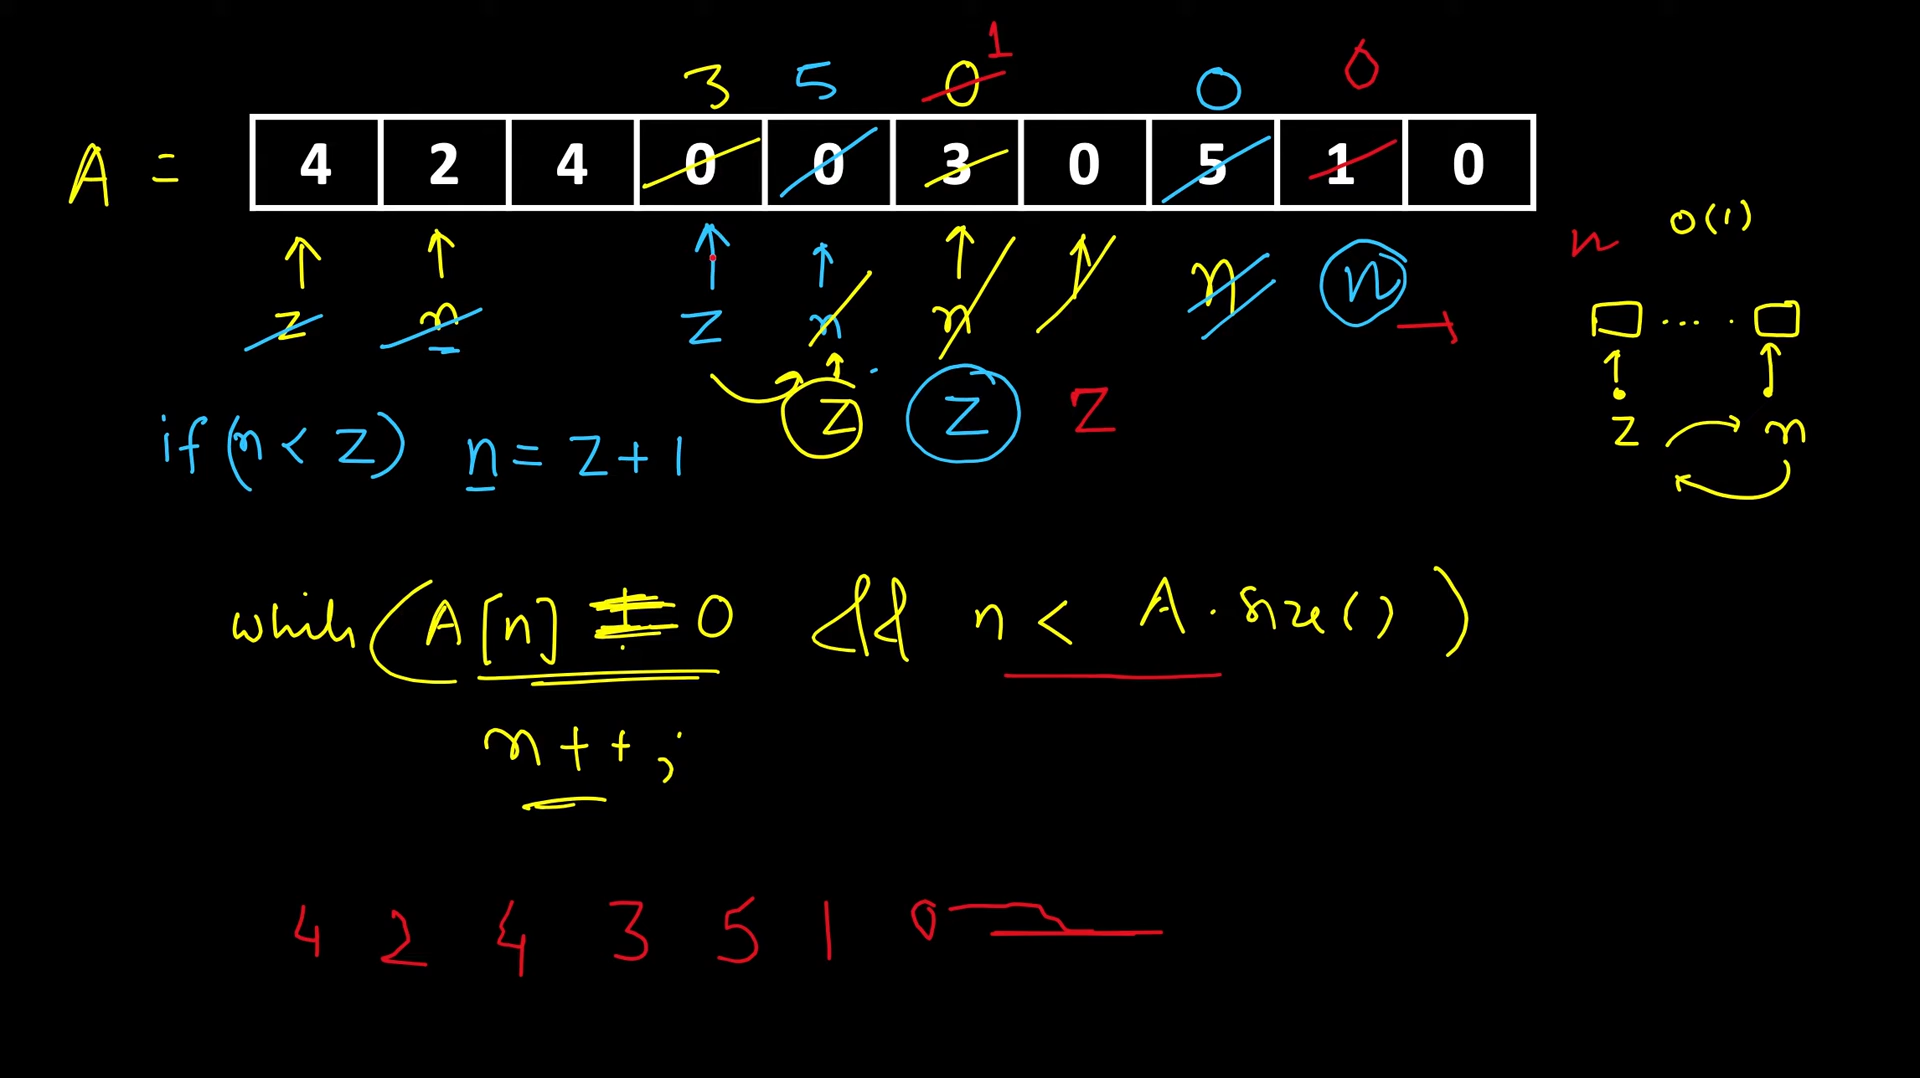 3 5 0 1 0 0
A = 4 2 4 0 0 3 0 5 1 0
n O(1)
z n z n n n n
z z z
z n
if(n < z) n = z + 1
while (A[n] != 0 && n < A.size())
n++;
4 2 4 3 5 1 0